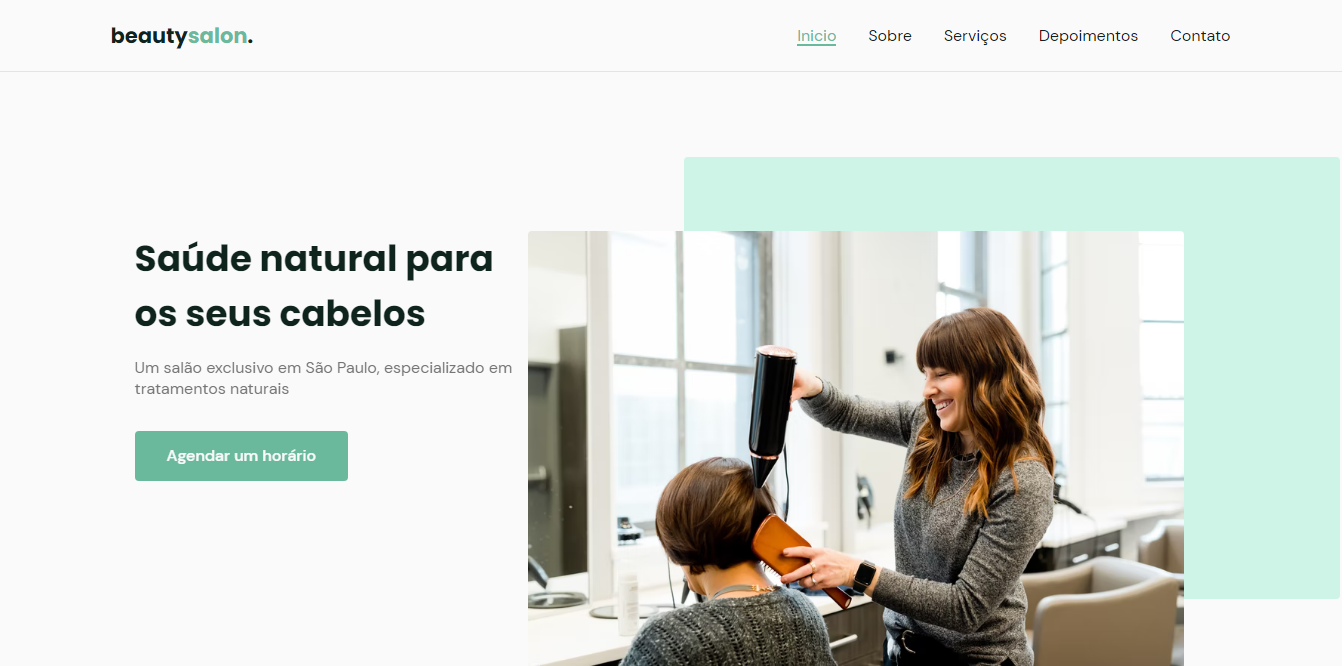 beautysalon.
Inicio Sobre Serviços Depoimentos Contato
Saúde natural para
os seus cabelos
Um salão exclusivo em São Paulo, especializado em
tratamentos naturais
Agendar um horário